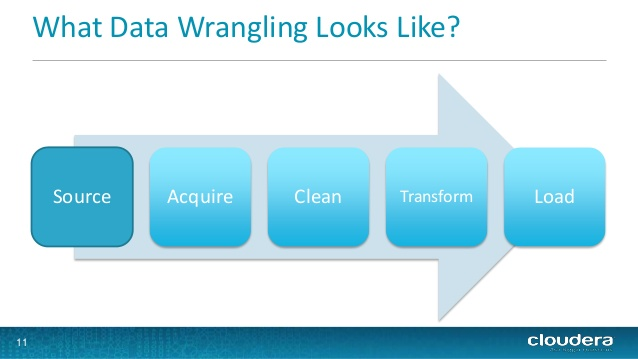 What Data Wrangling Looks Like?
Source
Acquire
Clean
Transform
Load
11
cloudera